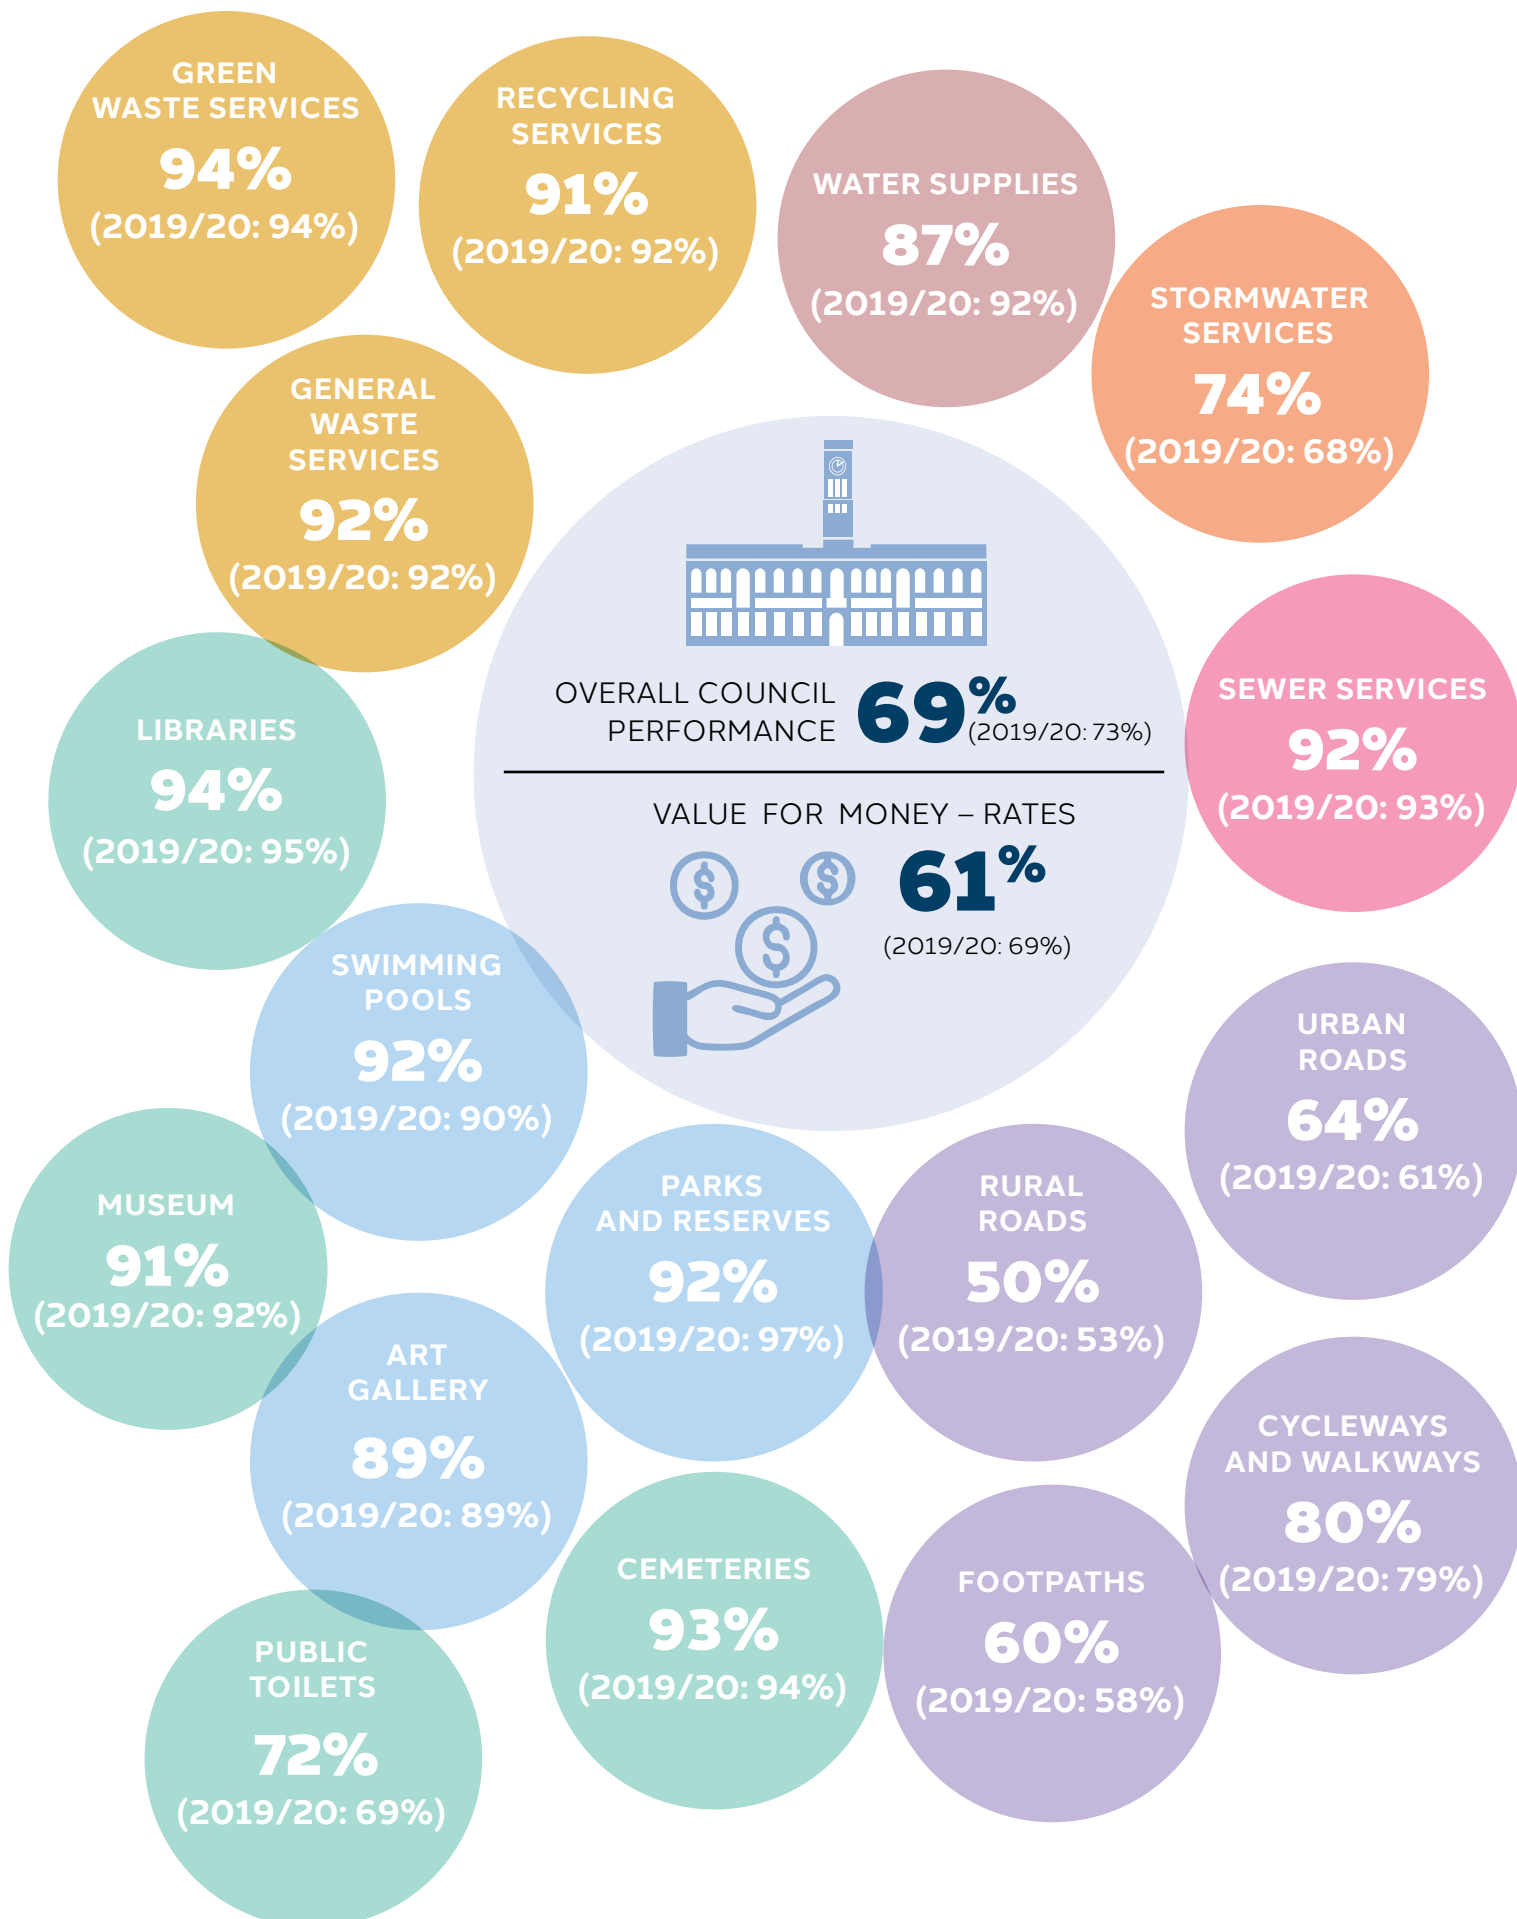 GREEN
WASTE SERVICES
94%
(2019/20: 94%)
RECYCLING
SERVICES
91%
(2019/20: 92%)
WATER SUPPLIES
87%
(2019/20: 92%)
STORMWATER
SERVICES
74%
(2019/20: 68%)
GENERAL
WASTE
SERVICES
92%
(2019/20: 92%)
OVERALL COUNCIL
PERFORMANCE
69%
(2019/20: 73%)
VALUE FOR MONEY – RATES
61%
(2019/20: 69%)
SEWER SERVICES
92%
(2019/20: 93%)
LIBRARIES
94%
(2019/20: 95%)
SWIMMING
POOLS
92%
(2019/20: 90%)
URBAN
ROADS
64%
(2019/20: 61%)
MUSEUM
91%
(2019/20: 92%)
PARKS
AND RESERVES
92%
(2019/20: 97%)
RURAL
ROADS
50%
(2019/20: 53%)
ART
GALLERY
89%
(2019/20: 89%)
CYCLEWAYS
AND WALKWAYS
80%
(2019/20: 79%)
CEMETERIES
93%
(2019/20: 94%)
FOOTPATHS
60%
(2019/20: 58%)
PUBLIC
TOILETS
72%
(2019/20: 69%)